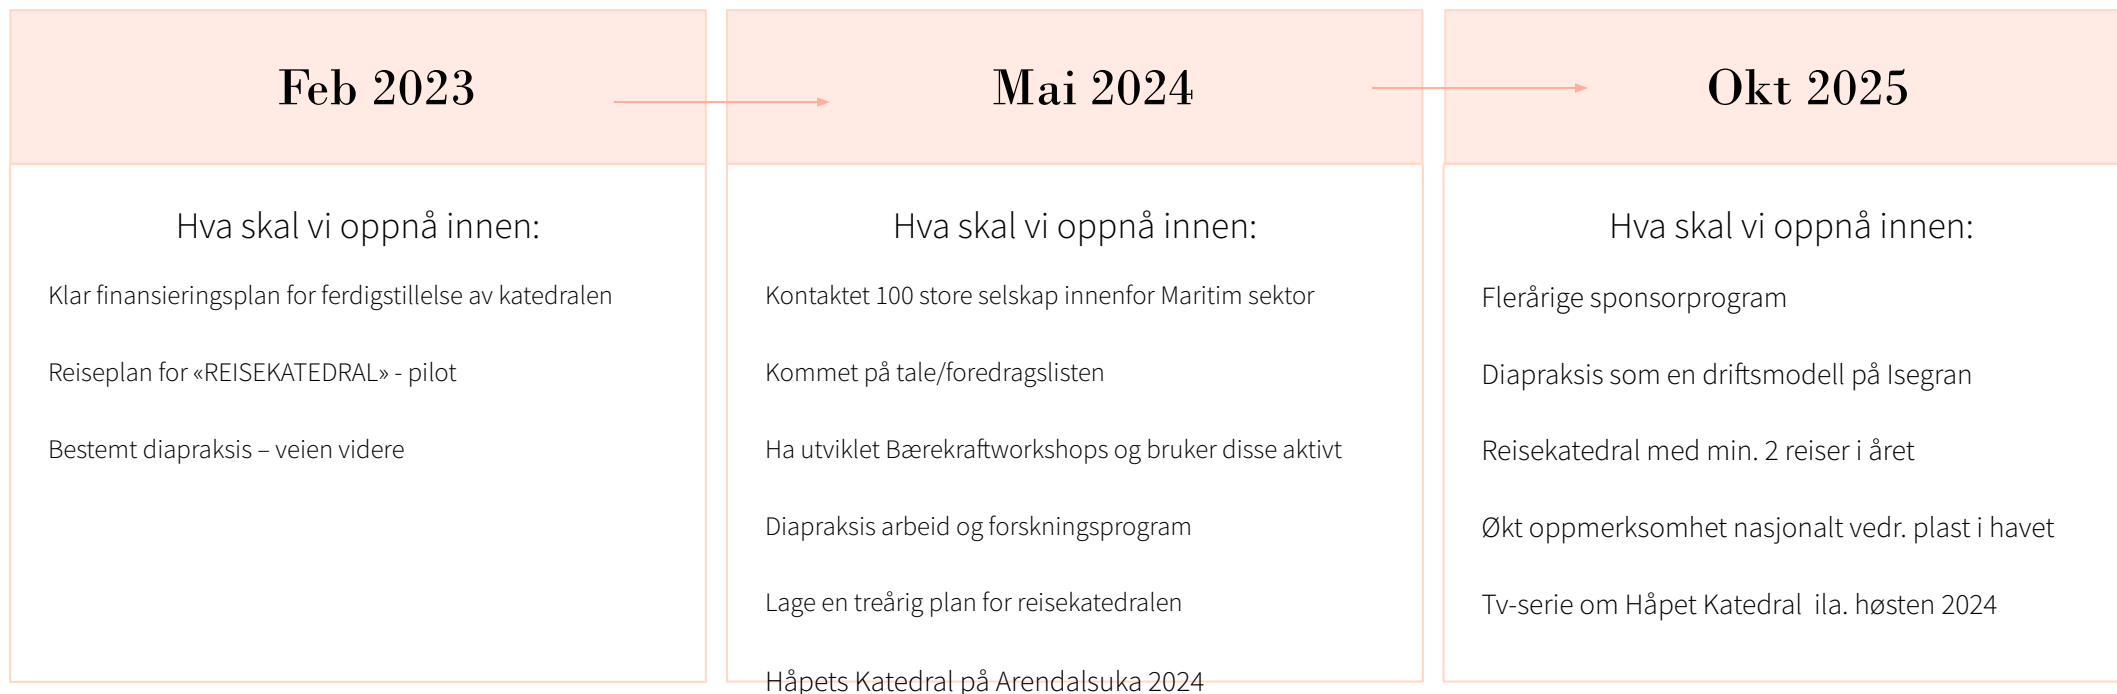 Feb 2023
Hva skal vi oppnå innen:
Klar finansieringsplan for ferdigstillelse av katedralen
Reiseplan for «REISEKATEDRAL» - pilot
Bestemt diapraksis – veien videre
Mai 2024
Hva skal vi oppnå innen:
Kontaktet 100 store selskap innenfor Maritim sektor
Kommet på tale/foredragslisten
Ha utviklet Bærekraftworkshops og bruker disse aktivt
Diapraksis arbeid og forskningsprogram
Lage en treårig plan for reisekatedralen
Håpets Katedral på Arendalsuka 2024
Okt 2025
Hva skal vi oppnå innen:
Flerårige sponsorprogram
Diapraksis som en driftsmodell på Isegran
Reisekatedral med min. 2 reiser i året
Økt oppmerksomhet nasjonalt vedr. plast i havet
Tv-serie om Håpet Katedral  ila. høsten 2024